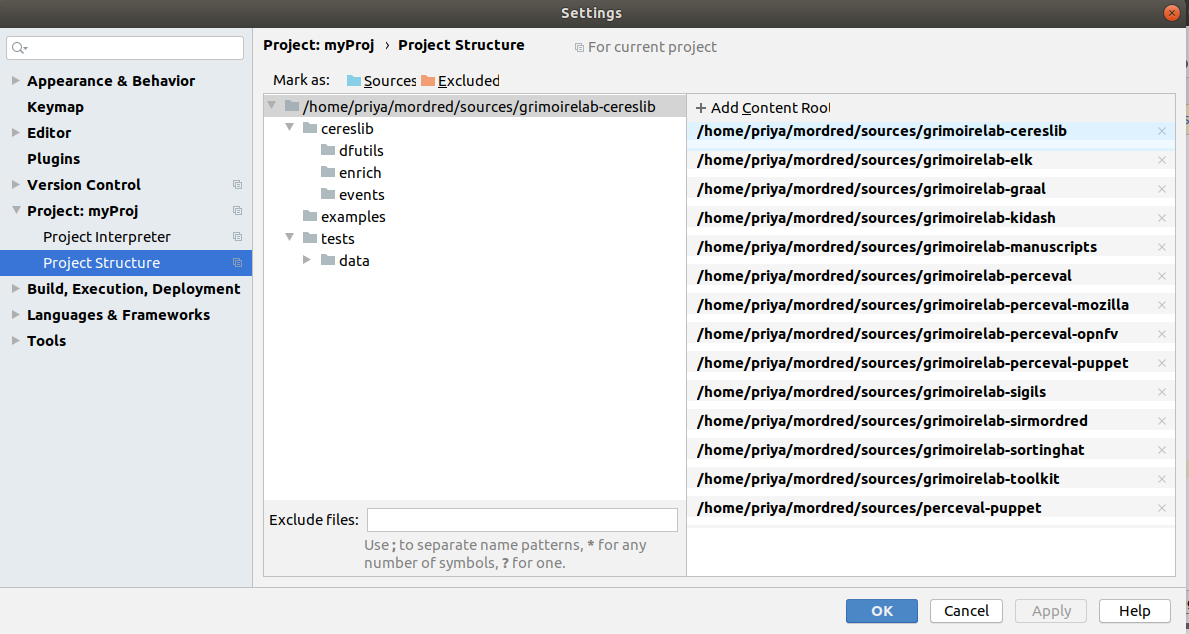 Settings
Appearance & Behavior
Keymap
Editor
Plugins
Version Control
Project: myProj
Project Interpreter
Project Structure
Build, Execution, Deployment
Languages & Frameworks
Tools
Project: myProj › Project Structure
For current project
Mark as: Sources Excluded
/home/priya/mordred/sources/grimoirelab-cereslib
cereslib
dfutils
enrich
events
examples
tests
data
Exclude files:
Use ; to separate name patterns, * for any
number of symbols, ? for one.
+ Add Content Root
/home/priya/mordred/sources/grimoirelab-cereslib
/home/priya/mordred/sources/grimoirelab-elk
/home/priya/mordred/sources/grimoirelab-graal
/home/priya/mordred/sources/grimoirelab-kidash
/home/priya/mordred/sources/grimoirelab-manuscripts
/home/priya/mordred/sources/grimoirelab-perceval
/home/priya/mordred/sources/grimoirelab-perceval-mozilla
/home/priya/mordred/sources/grimoirelab-perceval-opnfv
/home/priya/mordred/sources/grimoirelab-perceval-puppet
/home/priya/mordred/sources/grimoirelab-sigils
/home/priya/mordred/sources/grimoirelab-sirmordred
/home/priya/mordred/sources/grimoirelab-sortinghat
/home/priya/mordred/sources/grimoirelab-toolkit
/home/priya/mordred/sources/perceval-puppet
OK
Cancel
Apply
Help